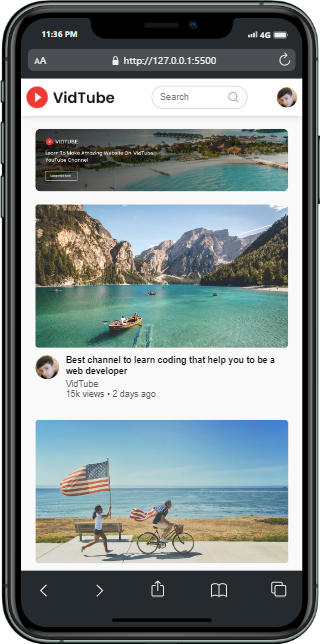 11:36 PM
4G
AA
http://127.0.0.1:5500
VidTube
Search
VIDTUBE
Learn To Make Amazing Website On VidTube
YouTube Channel
Best channel to learn coding that help you to be a
web developer
VidTube
15k views • 2 days ago